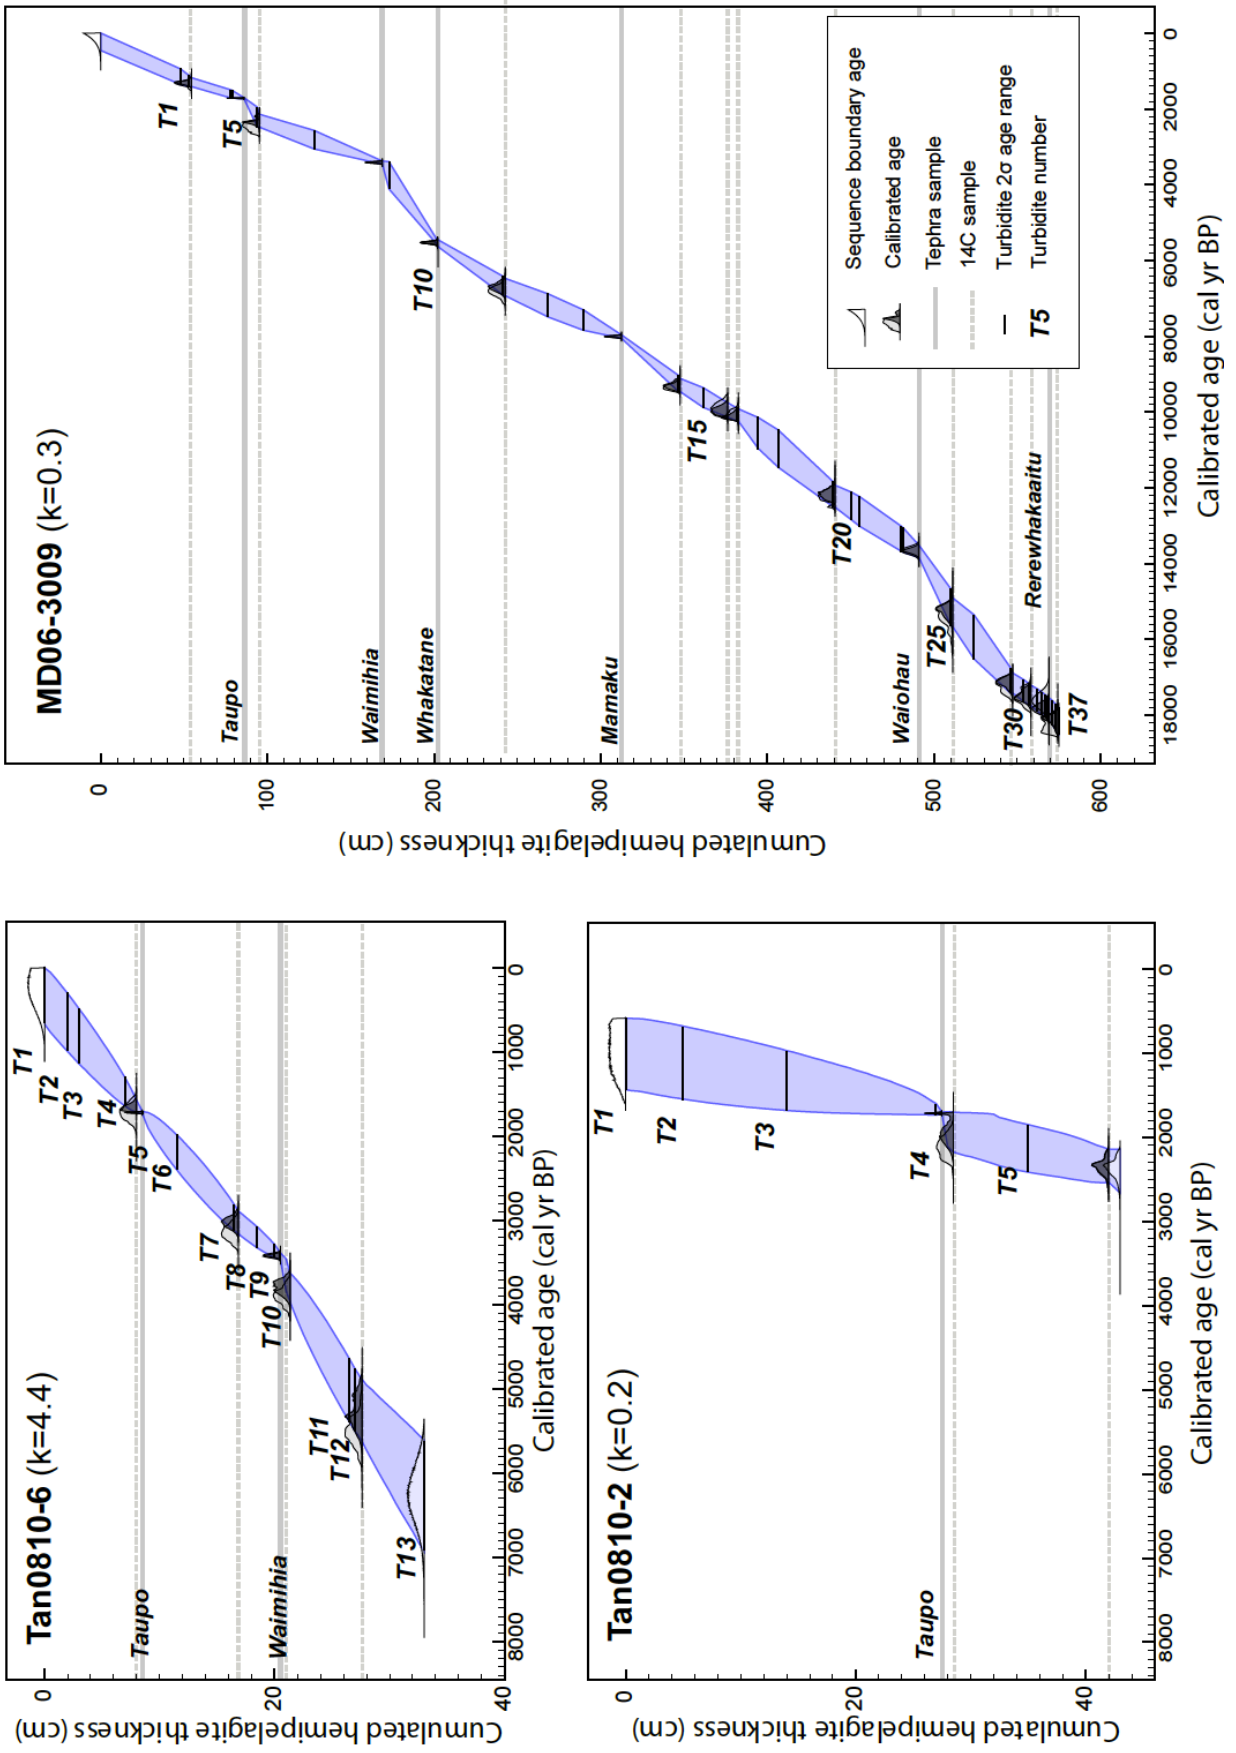 Tan0810-6 (k=4.4)
T1
T2
T3
T4
T5
T6
T7
T8
T9
T10
T11
T12
T13
Taupo
Waimihia
0
20
40
Cumulated hemipelagite thickness (cm)
8000 7000 6000 5000 4000 3000 2000 1000 0
Calibrated age (cal yr BP)
Tan0810-2 (k=0.2)
T1
T2
T3
T4
T5
Taupo
0
20
40
Cumulated hemipelagite thickness (cm)
8000 7000 6000 5000 4000 3000 2000 1000 0
Calibrated age (cal yr BP)
MD06-3009 (k=0.3)
T1
T5
T10
T15
T20
T25
T30
T37
Taupo
Waimihia
Whakatane
Mamaku
Waiohau
Rerewhakaaitu
0
100
200
300
400
500
600
Cumulated hemipelagite thickness (cm)
18000 16000 14000 12000 10000 8000 6000 4000 2000 0
Calibrated age (cal yr BP)
Sequence boundary age
Calibrated age
Tephra sample
14C sample
Turbidite 2σ age range
T5 Turbidite number